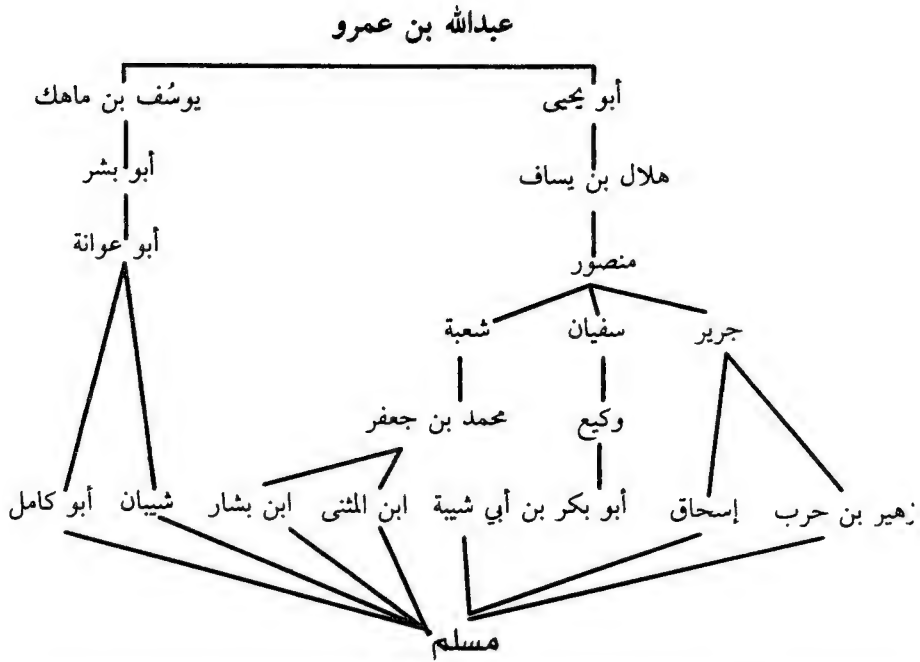 عبدالله بن عمرو
أبو يحيى
يوسُف بن ماهك
هلال بن يساف
أبو بشر
منصور
أبو عوانة
جرير
سفيان
شعبة
وكيع
محمد بن جعفر
زهير بن حرب
إسحاق
أبو بكر بن أبي شيبة
ابن المثنى
ابن بشار
شيبان
أبو كامل
مسلم